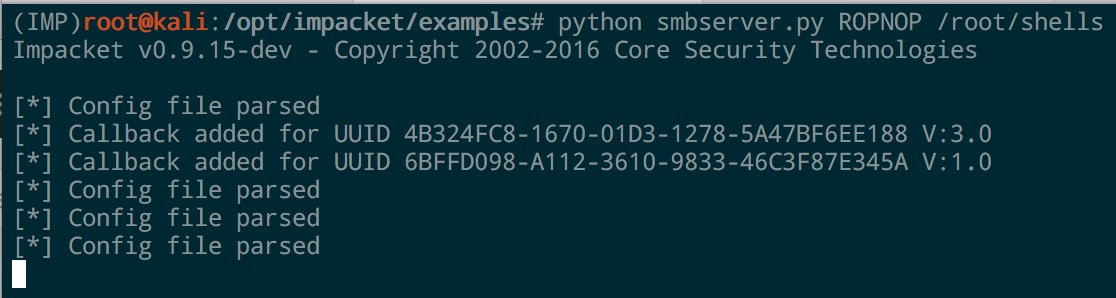 (IMP)root@kali:/opt/impacket/examples# python smbserver.py ROPNOP /root/shells
Impacket v0.9.15-dev - Copyright 2002-2016 Core Security Technologies
[*] Config file parsed
[*] Callback added for UUID 4B324FC8-1670-01D3-1278-5A47BF6EE188 V:3.0
[*] Callback added for UUID 6BFFD098-A112-3610-9833-46C3F87E345A V:1.0
[*] Config file parsed
[*] Config file parsed
[*] Config file parsed